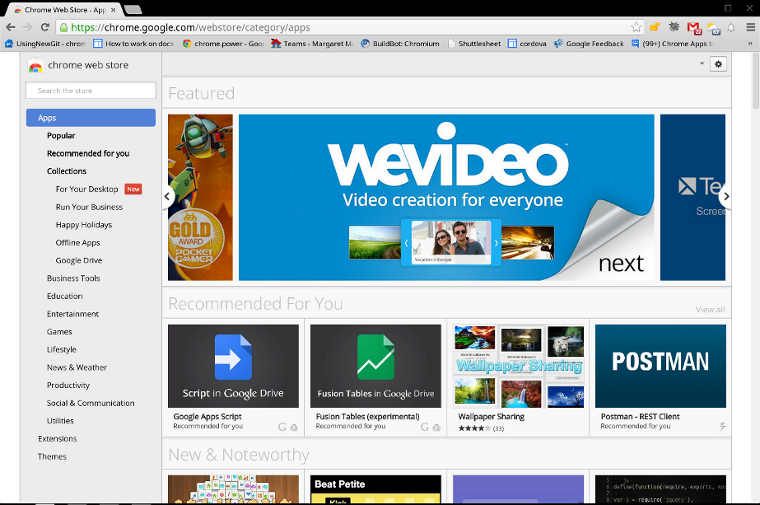 Chrome Web Store - App
https://chrome.google.com/webstore/category/apps
UsingNewGit - chrom
How to work on docs
chrome.power - Goog
Teams - Margaret M
BuildBot: Chromium
Shuttlesheet
cordova
Google Feedback
(99+) Chrome Apps
chrome web store
Search the store
Apps
Popular
Recommended for you
Collections
For Your Desktop New
Run Your Business
Happy Holidays
Offline Apps
Google Drive
Business Tools
Education
Entertainment
Games
Lifestyle
News & Weather
Productivity
Social & Communication
Utilities
Extensions
Themes
Featured
GOLD
AWARD
POCKET
GAMER
WeVideo
Video creation for everyone
Vacation in Europe
next
Te
Screen
Recommended For You
View all
Script in Google Drive
Google Apps Script
Recommended for you
Fusion Tables in Google Drive
Fusion Tables (experimental)
Recommended for you
Wallpaper Sharing
Wallpaper Sharing
(33)
POSTMAN
Postman - REST Client
Recommended for you
New & Noteworthy
Beat Petite
Kick
define(function(require, exports, mod
var $ = require('jquery'),